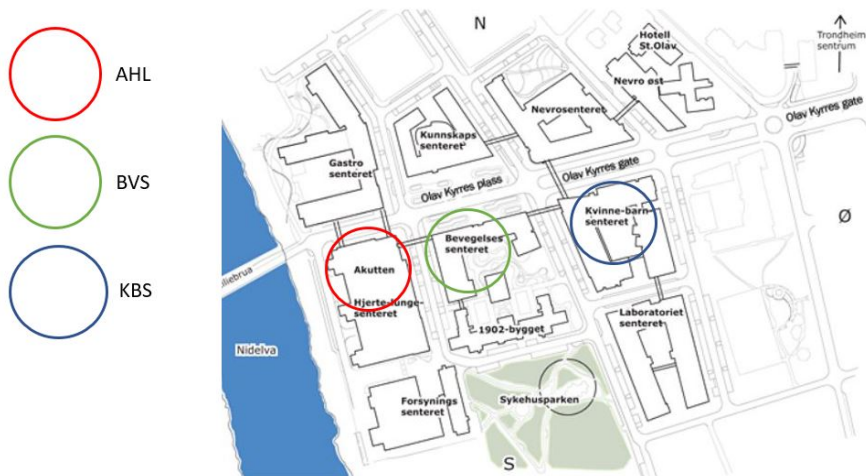 AHL
BVS
KBS
N
Hotell
St.Olav
Trondheim
sentrum
Nevro øst
Nevrosenteret
Kunnskaps
senteret
Olav Kyrres gate
Gastro
senteret
Olav Kyrres gate
Olav Kyrres plass
Kvinne-barn-
senteret
Ø
Bevegelses
senteret
Akutten
Hjerte-lunge-
senteret
Laboratoriet
senteret
1902-bygget
Nidelva
Forsynings
senteret
Sykehusparken
S